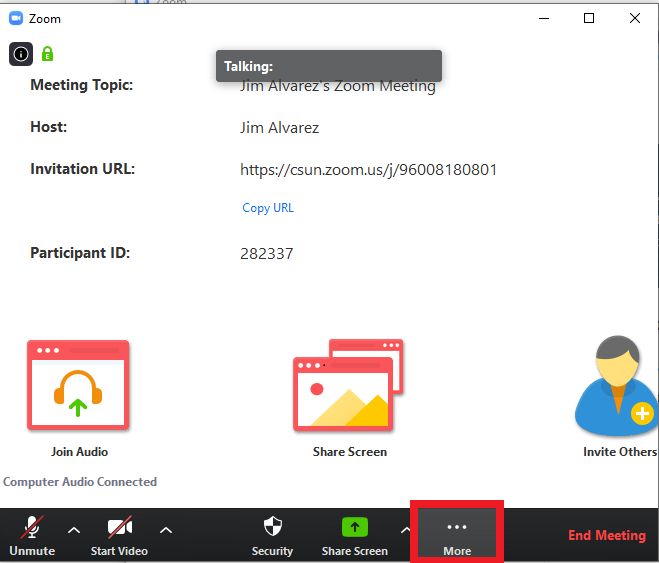 Zoom
Zoom
Talking:
Meeting Topic: Jim Alvarez's Zoom Meeting
Host: Jim Alvarez
Invitation URL: https://csun.zoom.us/j/96008180801
Copy URL
Participant ID: 282337
Join Audio Share Screen Invite Others
Computer Audio Connected
Unmute Start Video Security Share Screen More End Meeting